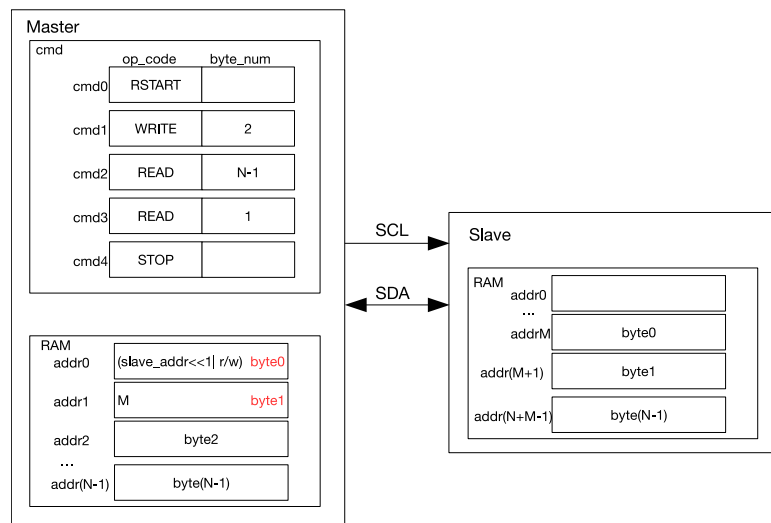 Master
cmd
op_code byte_num
cmd0 RSTART
cmd1 WRITE 2
cmd2 READ N-1
cmd3 READ 1
cmd4 STOP
RAM
addr0 (slave_addr<<1| r/w) byte0
addr1 M byte1
addr2 byte2
...
addr(N-1) byte(N-1)
SCL
SDA
Slave
RAM
addr0
...
addrM byte0
addr(M+1) byte1
addr(N+M-1) byte(N-1)